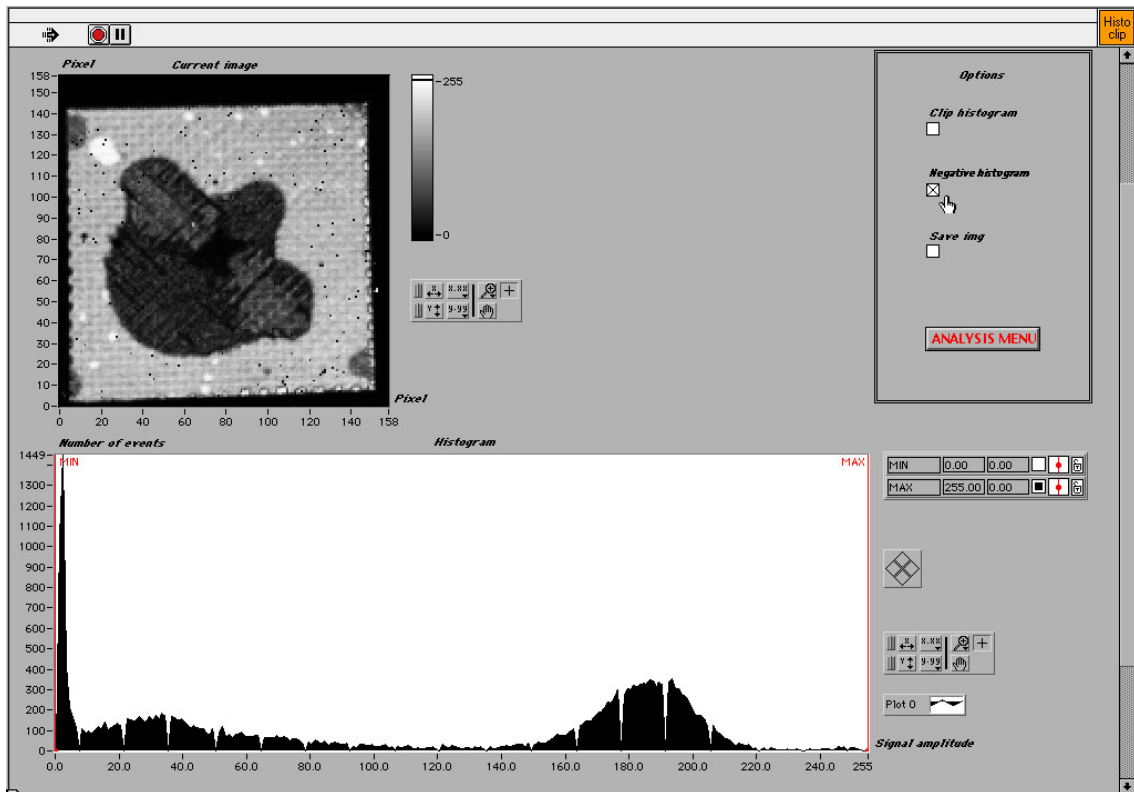 Histo
clip
Pixel
Current image
158
150
140
130
120
110
100
90
80
70
60
50
40
30
20
10
0
0 20 40 60 80 100 120 140 158
Pixel
255
0
X x.xx
Y y.yy
Options
Clip histogram
Negative histogram
Save img
ANALYSIS MENU
Number of events
Histogram
1449
1300
1200
1100
1000
900
800
700
600
500
400
300
200
100
0
MIN MAX
0.0 20.0 40.0 60.0 80.0 100.0 120.0 140.0 160.0 180.0 200.0 220.0 240.0 255
Signal amplitude
MIN 0.00 0.00
MAX 255.00 0.00
X x.xx
Y y.yy
Plot 0